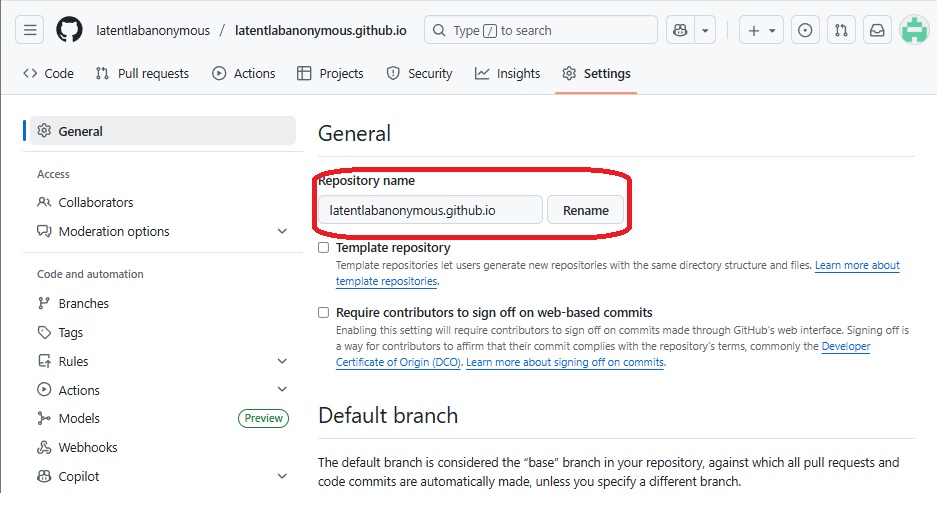 latentlabanonymous / latentlabanonymous.github.io
Type / to search
Code Pull requests Actions Projects Security Insights Settings
General
Access
Collaborators
Moderation options
Code and automation
Branches
Tags
Rules
Actions
Models Preview
Webhooks
Copilot
General
Repository name
latentlabanonymous.github.io Rename
Template repository
Template repositories let users generate new repositories with the same directory structure and files. Learn more about
template repositories.
Require contributors to sign off on web-based commits
Enabling this setting will require contributors to sign off on commits made through GitHub's web interface. Signing off is
a way for contributors to affirm that their commit complies with the repository's terms, commonly the Developer
Certificate of Origin (DCO). Learn more about signing off on commits.
Default branch
The default branch is considered the “base” branch in your repository, against which all pull requests and
code commits are automatically made, unless you specify a different branch.